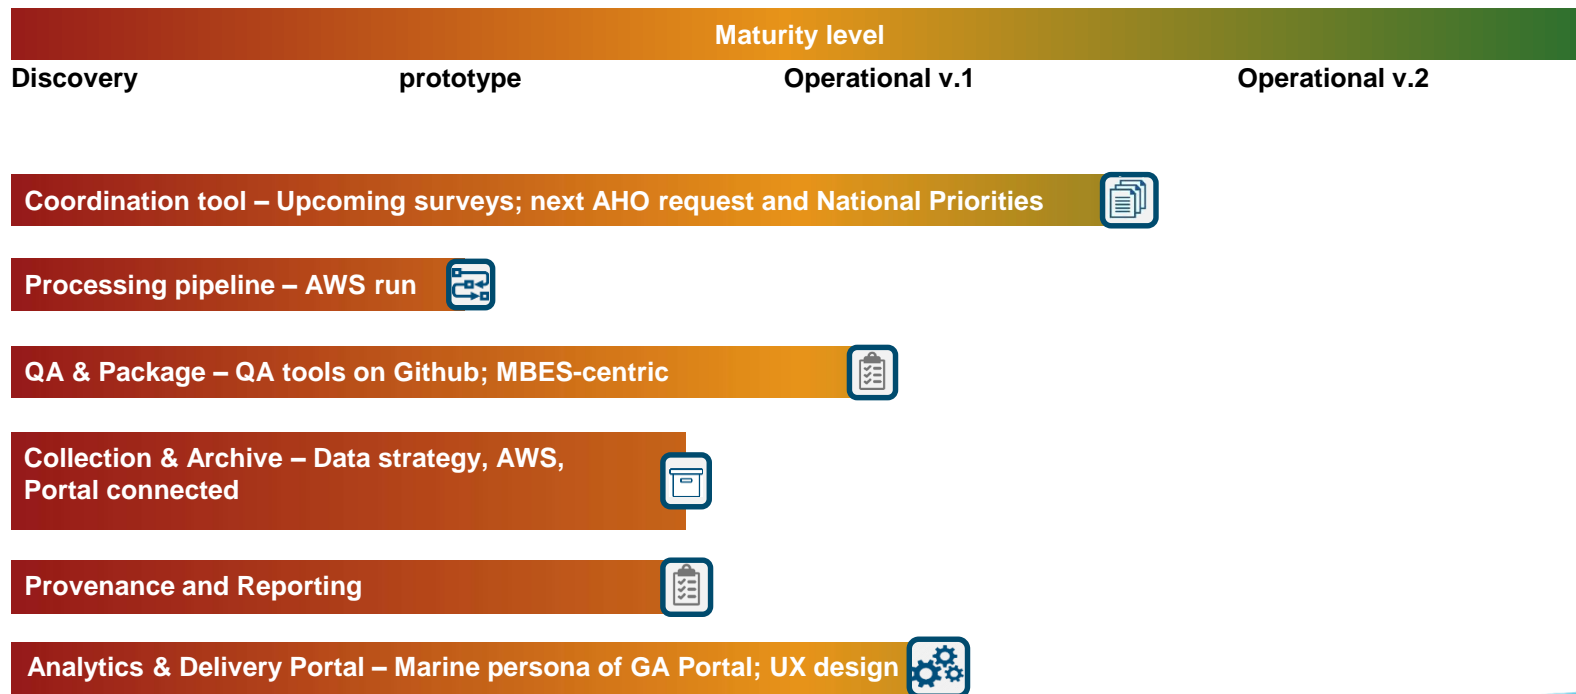 Maturity level
Discovery prototype Operational v.1 Operational v.2
Coordination tool – Upcoming surveys; next AHO request and National Priorities
Processing pipeline – AWS run
QA & Package – QA tools on Github; MBES-centric
Collection & Archive – Data strategy, AWS,
Portal connected
Provenance and Reporting
Analytics & Delivery Portal – Marine persona of GA Portal; UX design